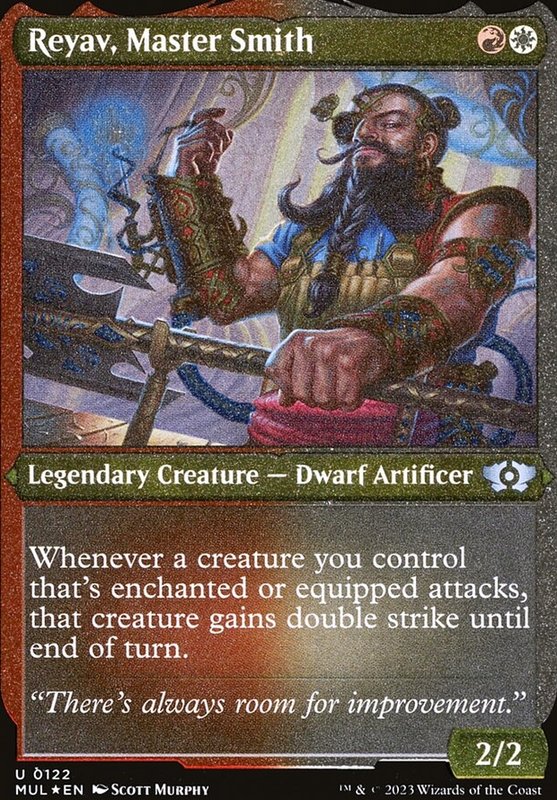 Reyav, Master Smith
Legendary Creature — Dwarf Artificer
Whenever a creature you control
that's enchanted or equipped attacks,
that creature gains double strike until
end of turn.
“There's always room for improvement.”
2/2
U 0122
MUL★EN Scott Murphy
™ & © 2023 Wizards of the Coast